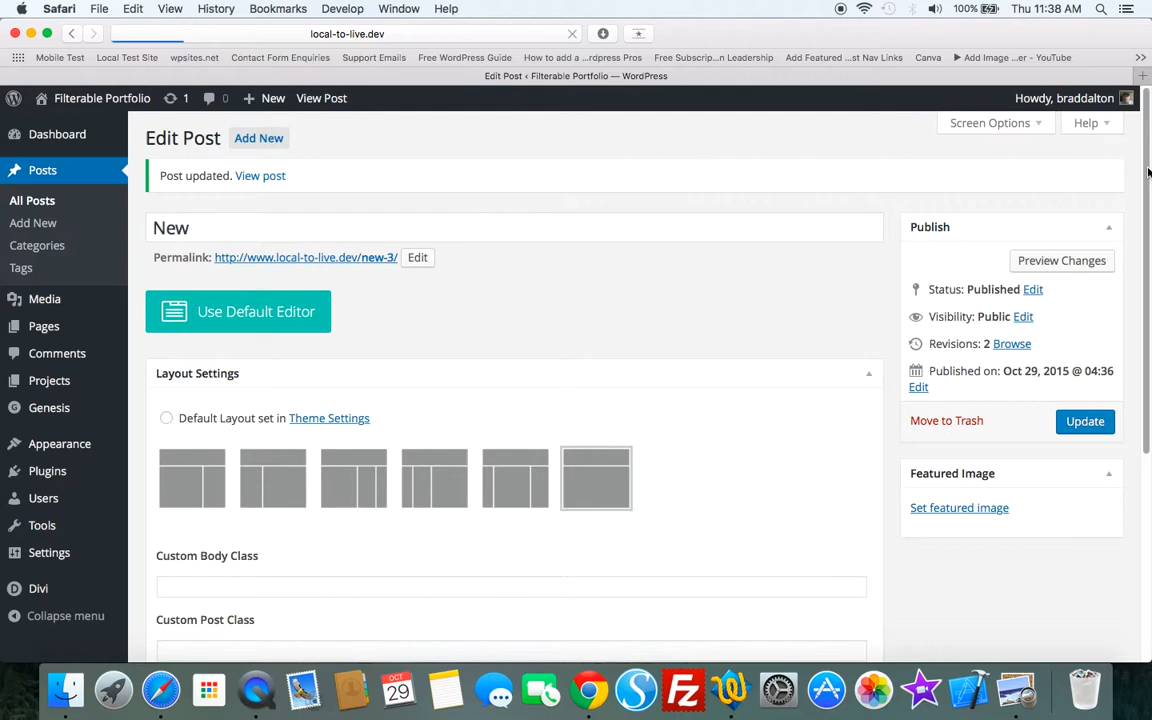 Safari File Edit View History Bookmarks Develop Window Help 100% Thu 11:38 AM
local-to-live.dev
Mobile Test Local Test Site wpsites.net Contact Form Enquiries Support Emails Free WordPress Guide How to add a ...rdpress Pros Free Subscrip...n Leadership Add Featured ...st Nav Links Canva ▶ Add Image ...er - YouTube >>
Edit Post ‹ Filterable Portfolio — WordPress
Filterable Portfolio 1 0 + New View Post Howdy, braddalton
Dashboard
Posts
All Posts
Add New
Categories
Tags
Media
Pages
Comments
Projects
Genesis
Appearance
Plugins
Users
Tools
Settings
Divi
Collapse menu
Screen Options Help
Edit Post Add New
Post updated. View post
New
Permalink: http://www.local-to-live.dev/new-3/ Edit
Use Default Editor
Layout Settings
Default Layout set in Theme Settings
Custom Body Class
Custom Post Class
Publish
Preview Changes
Status: Published Edit
Visibility: Public Edit
Revisions: 2 Browse
Published on: Oct 29, 2015 @ 04:36
Edit
Move to Trash Update
Featured Image
Set featured image
OCT
29